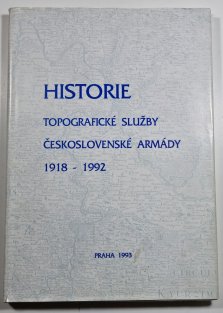 HISTORIE
TOPOGRAFICKÉ SLUŽBY
ČESKOSLOVENSKÉ ARMÁDY
1918 - 1992
PRAHA 1993